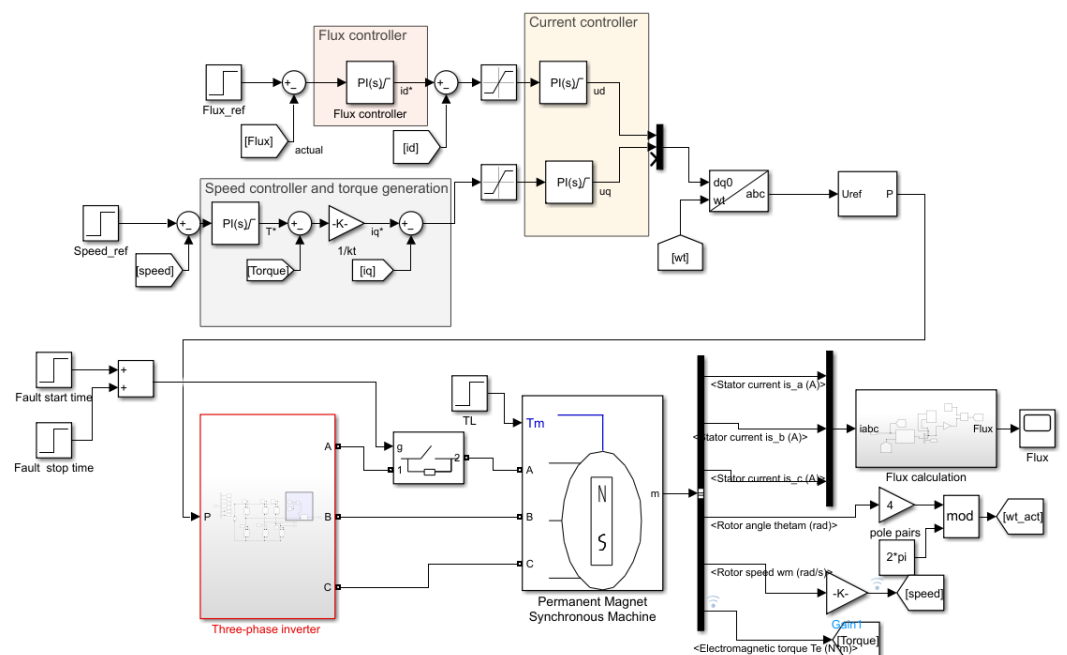 Current controller
Flux controller
PI(s)
id*
Flux controller
PI(s)
ud
Flux_ref
[Flux]
actual
[id]
PI(s)
uq
dq0
wt
abc
Uref
P
[wt]
Speed controller and torque generation
PI(s)
T*
-K-
iq*
1/kt
Speed_ref
[speed]
[Torque]
[iq]
+
+
Fault start time
Fault stop time
TL
Tm
g
1
2
A
B
C
P
Three-phase inverter
A
B
C
N
S
m
Permanent Magnet
Synchronous Machine
<Stator current is_a (A)>
<Stator current is_b (A)>
<Stator current is_c (A)>
<Rotor angle thetam (rad)>
<Rotor speed wm (rad/s)>
<Electromagnetic torque Te (N*m)>
iabc
Flux
Flux calculation
Flux
4
pole pairs
mod
[wt_act]
2*pi
-K-
[speed]
[Torque]